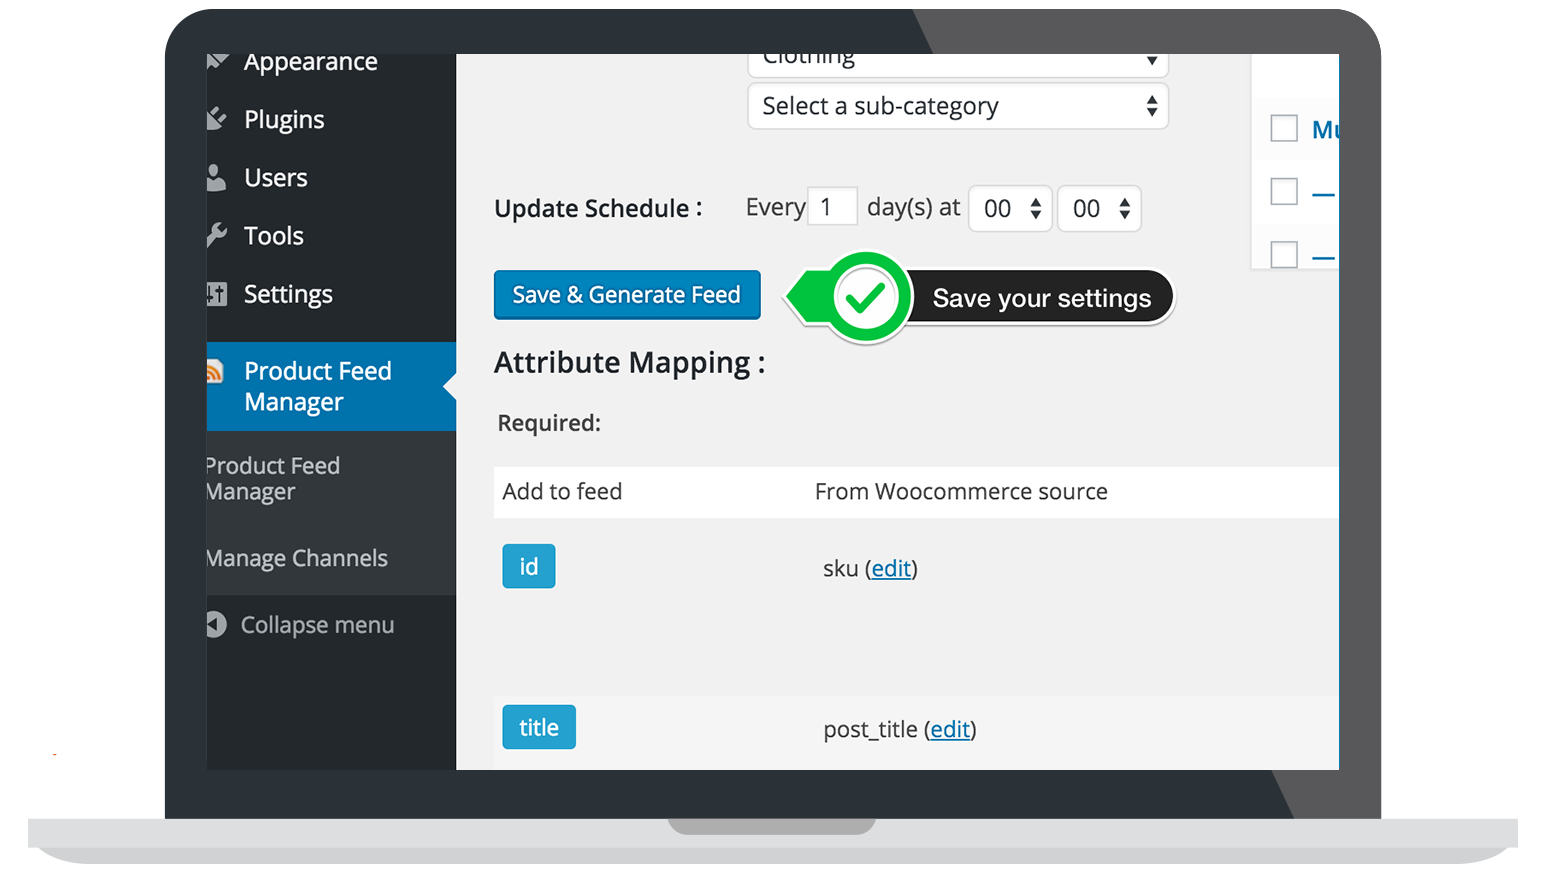 Appearance
Plugins
Users
Tools
Settings
Product Feed
Manager
Product Feed
Manager
Manage Channels
Collapse menu
Clothing
Select a sub-category
Update Schedule : Every 1 day(s) at 00 00
Save & Generate Feed
Save your settings
Attribute Mapping :
Required:
Add to feed From Woocommerce source
id sku (edit)
title post_title (edit)
Mu
—
—